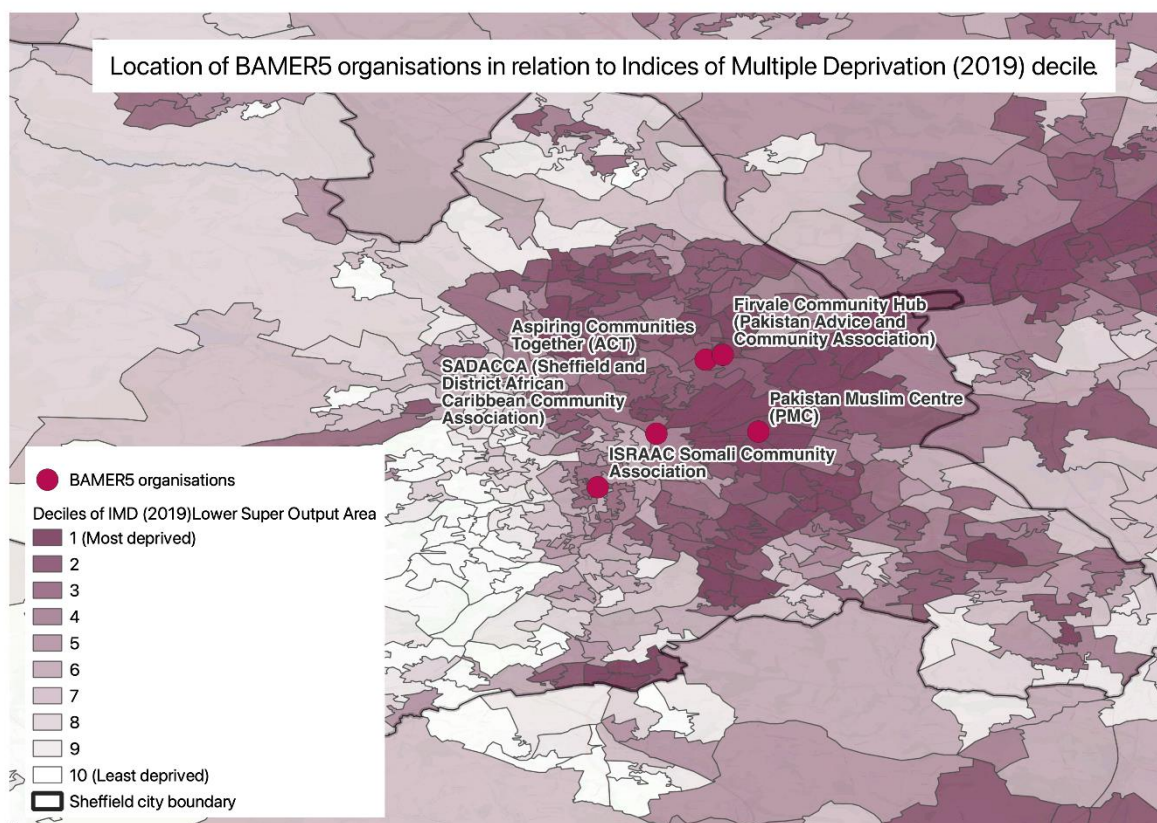 Location of BAMER5 organisations in relation to Indices of Multiple Deprivation (2019) decile.
Firvale Community Hub
(Pakistan Advice and
Community Association)
Aspiring Communities
Together (ACT)
SADACCA (Sheffield and
District African
Caribbean Community
Association)
Pakistan Muslim Centre
(PMC)
ISRAAC Somali Community
Association
BAMER5 organisations
Deciles of IMD (2019)Lower Super Output Area
1 (Most deprived)
2
3
4
5
6
7
8
9
10 (Least deprived)
Sheffield city boundary